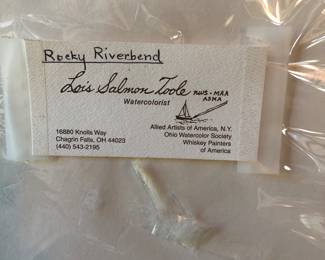 Rocky Riverbend
Lois Salmon Toole NWS-MAA
ASMA
Watercolorist
16880 Knolls Way
Chagrin Falls, OH 44023
(440) 543-2195
Allied Artists of America, N.Y.
Ohio Watercolor Society
Whiskey Painters
of America